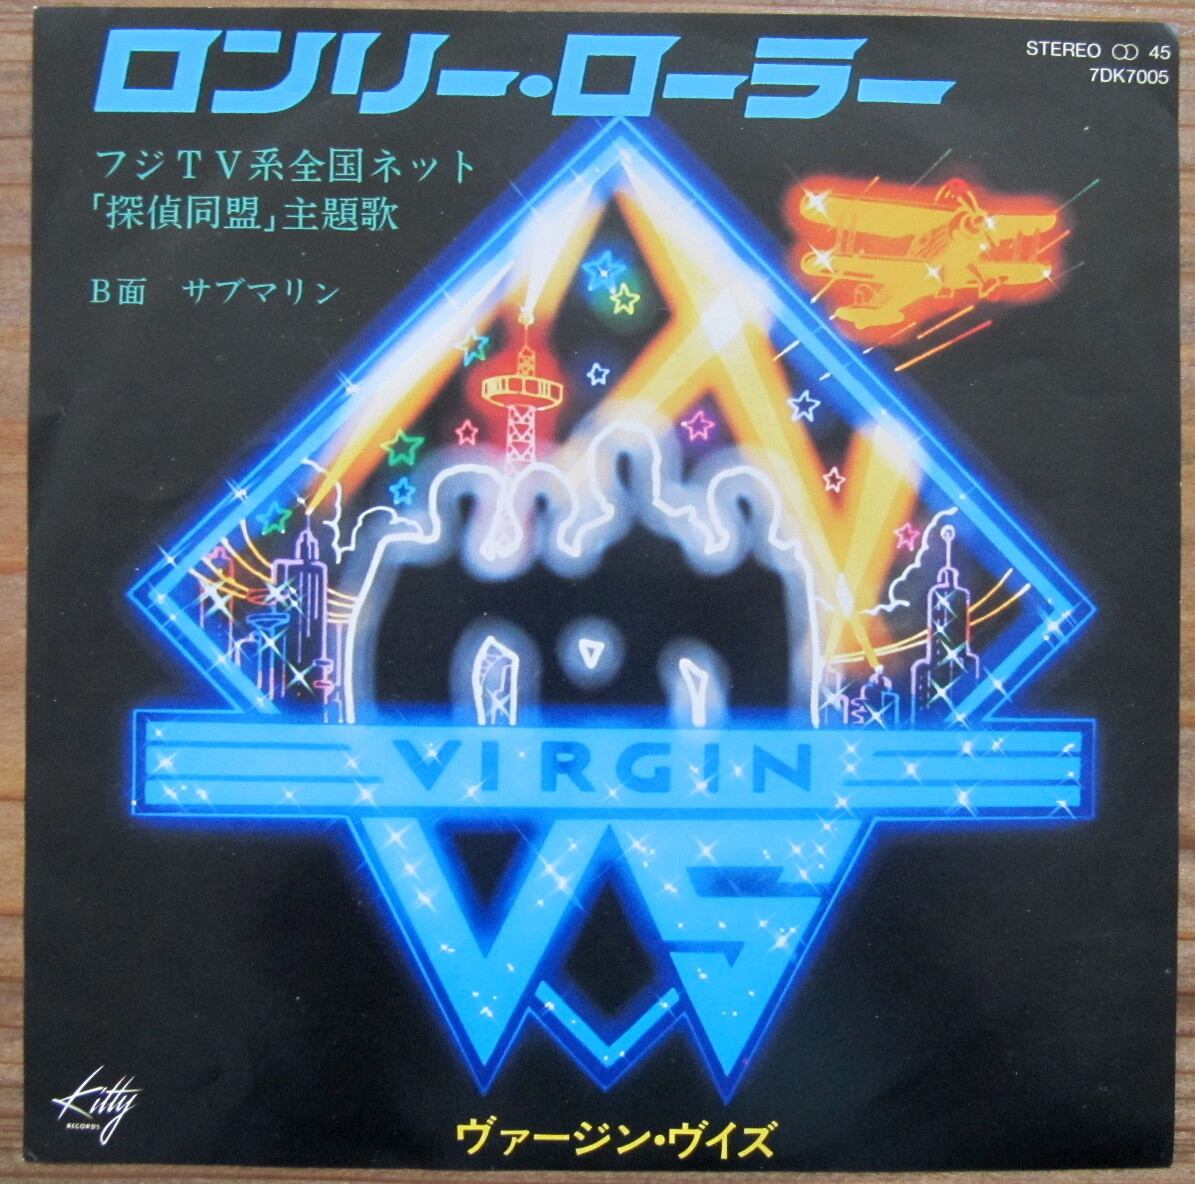 ロンリー・ローラー
STEREO ○○ 45
7DK7005
フジTV系全国ネット
「探偵同盟」主題歌
B面 サブマリン
VIRGIN
VS
Kitty
RECORDS
ヴァージン・ヴイズ